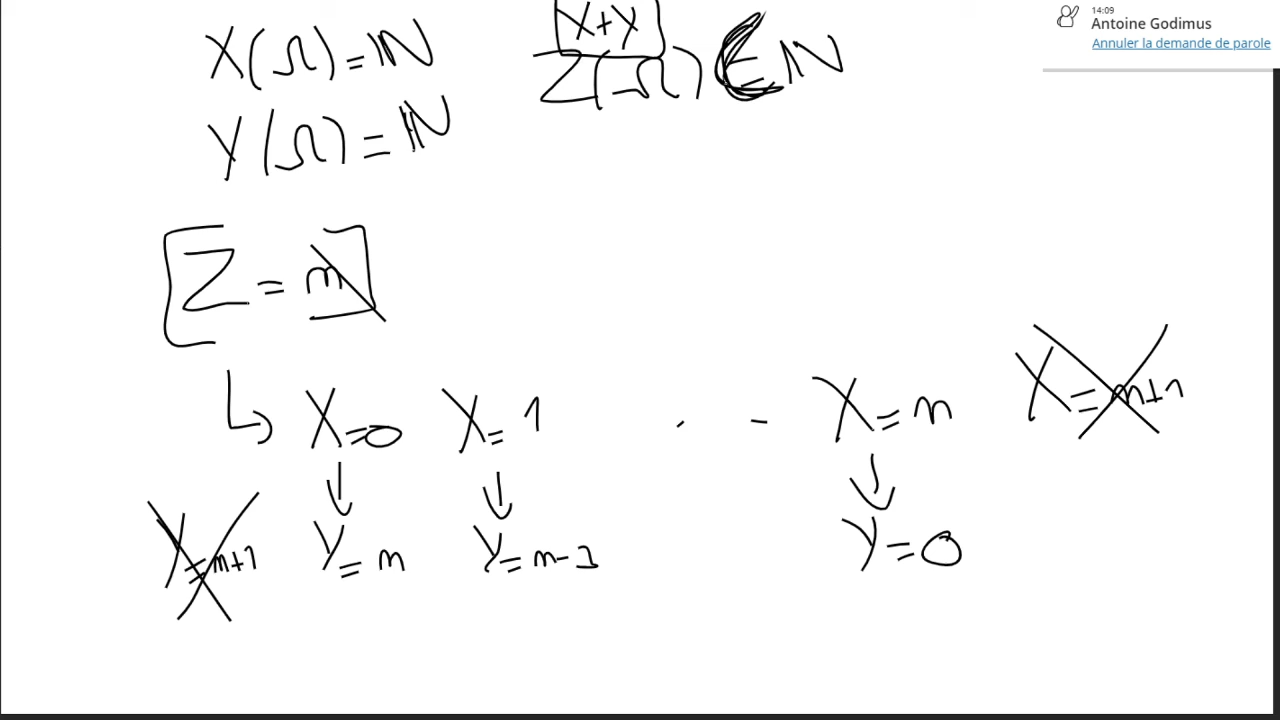 14:09
Antoine Godimus
Annuler la demande de parole
X+Y
X(Ω)=ℕ
Z(Ω) ∈ ℕ
Y(Ω)=ℕ
[Z = n]
X=0 X=1 . - X=n X=n+1
Y=n+1 Y=n Y=n-1 Y=0